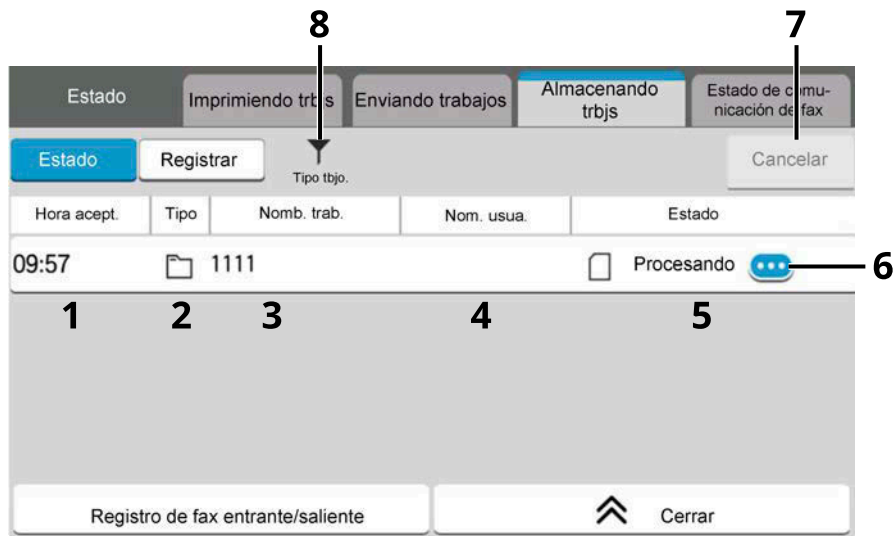 8
7
Estado
Imprimiendo trbjs
Enviando trabajos
Almacenando
trbjs
Estado de comu-
nicación de fax
Estado
Registrar
Tipo tbjo.
Cancelar
Hora acept.
Tipo
Nomb. trab.
Nom. usua.
Estado
09:57
1111
Procesando
6
1
2
3
4
5
Registro de fax entrante/saliente
Cerrar